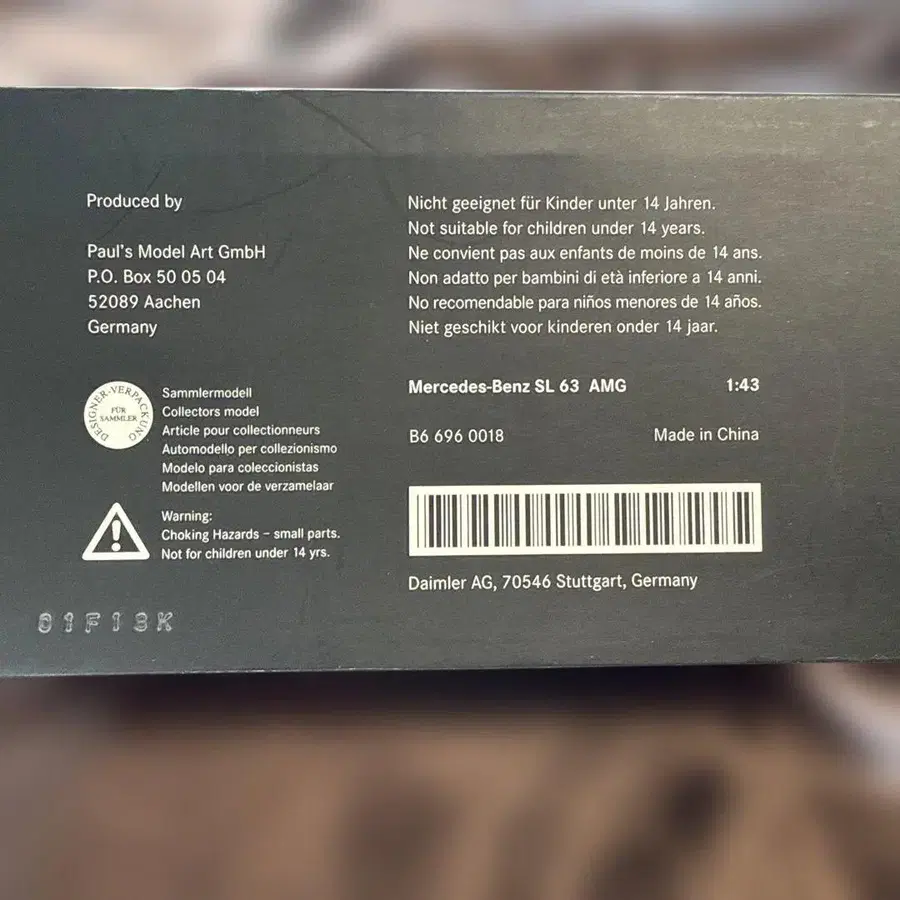 Produced by
Paul's Model Art GmbH
P.O. Box 50 05 04
52089 Aachen
Germany
DESIGNER-VERPACKUNG
FÜR
SAMMLER
Sammlermodell
Collectors model
Article pour collectionneurs
Automodello per collezionismo
Modelo para coleccionistas
Modellen voor de verzamelaar
Warning:
Choking Hazards – small parts.
Not for children under 14 yrs.
01F13K
Nicht geeignet für Kinder unter 14 Jahren.
Not suitable for children under 14 years.
Ne convient pas aux enfants de moins de 14 ans.
Non adatto per bambini di età inferiore a 14 anni.
No recomendable para niños menores de 14 años.
Niet geschikt voor kinderen onder 14 jaar.
Mercedes-Benz SL 63 AMG 1:43
B6 696 0018 Made in China
Daimler AG, 70546 Stuttgart, Germany